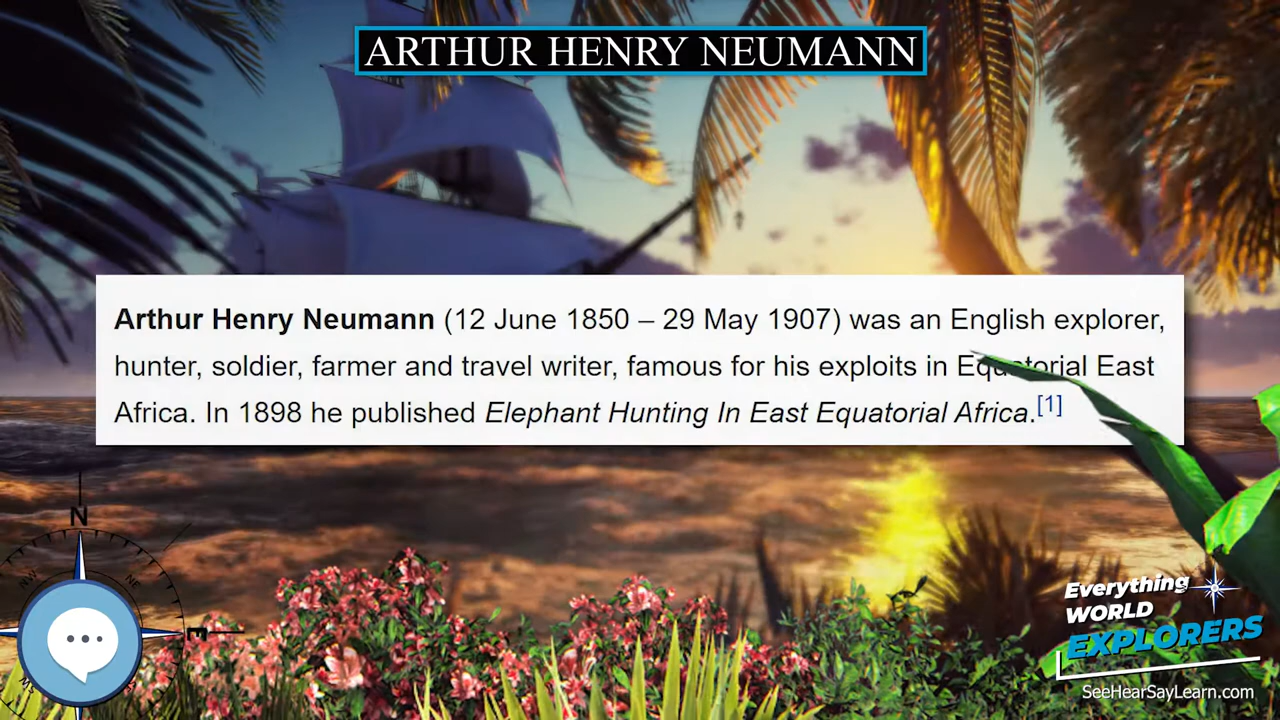 ARTHUR HENRY NEUMANN
Arthur Henry Neumann (12 June 1850 – 29 May 1907) was an English explorer,
hunter, soldier, farmer and travel writer, famous for his exploits in Equatorial East
Africa. In 1898 he published Elephant Hunting In East Equatorial Africa.[1]
N
NW
NE
E
Everything
WORLD
EXPLORERS
SeeHearSayLearn.com